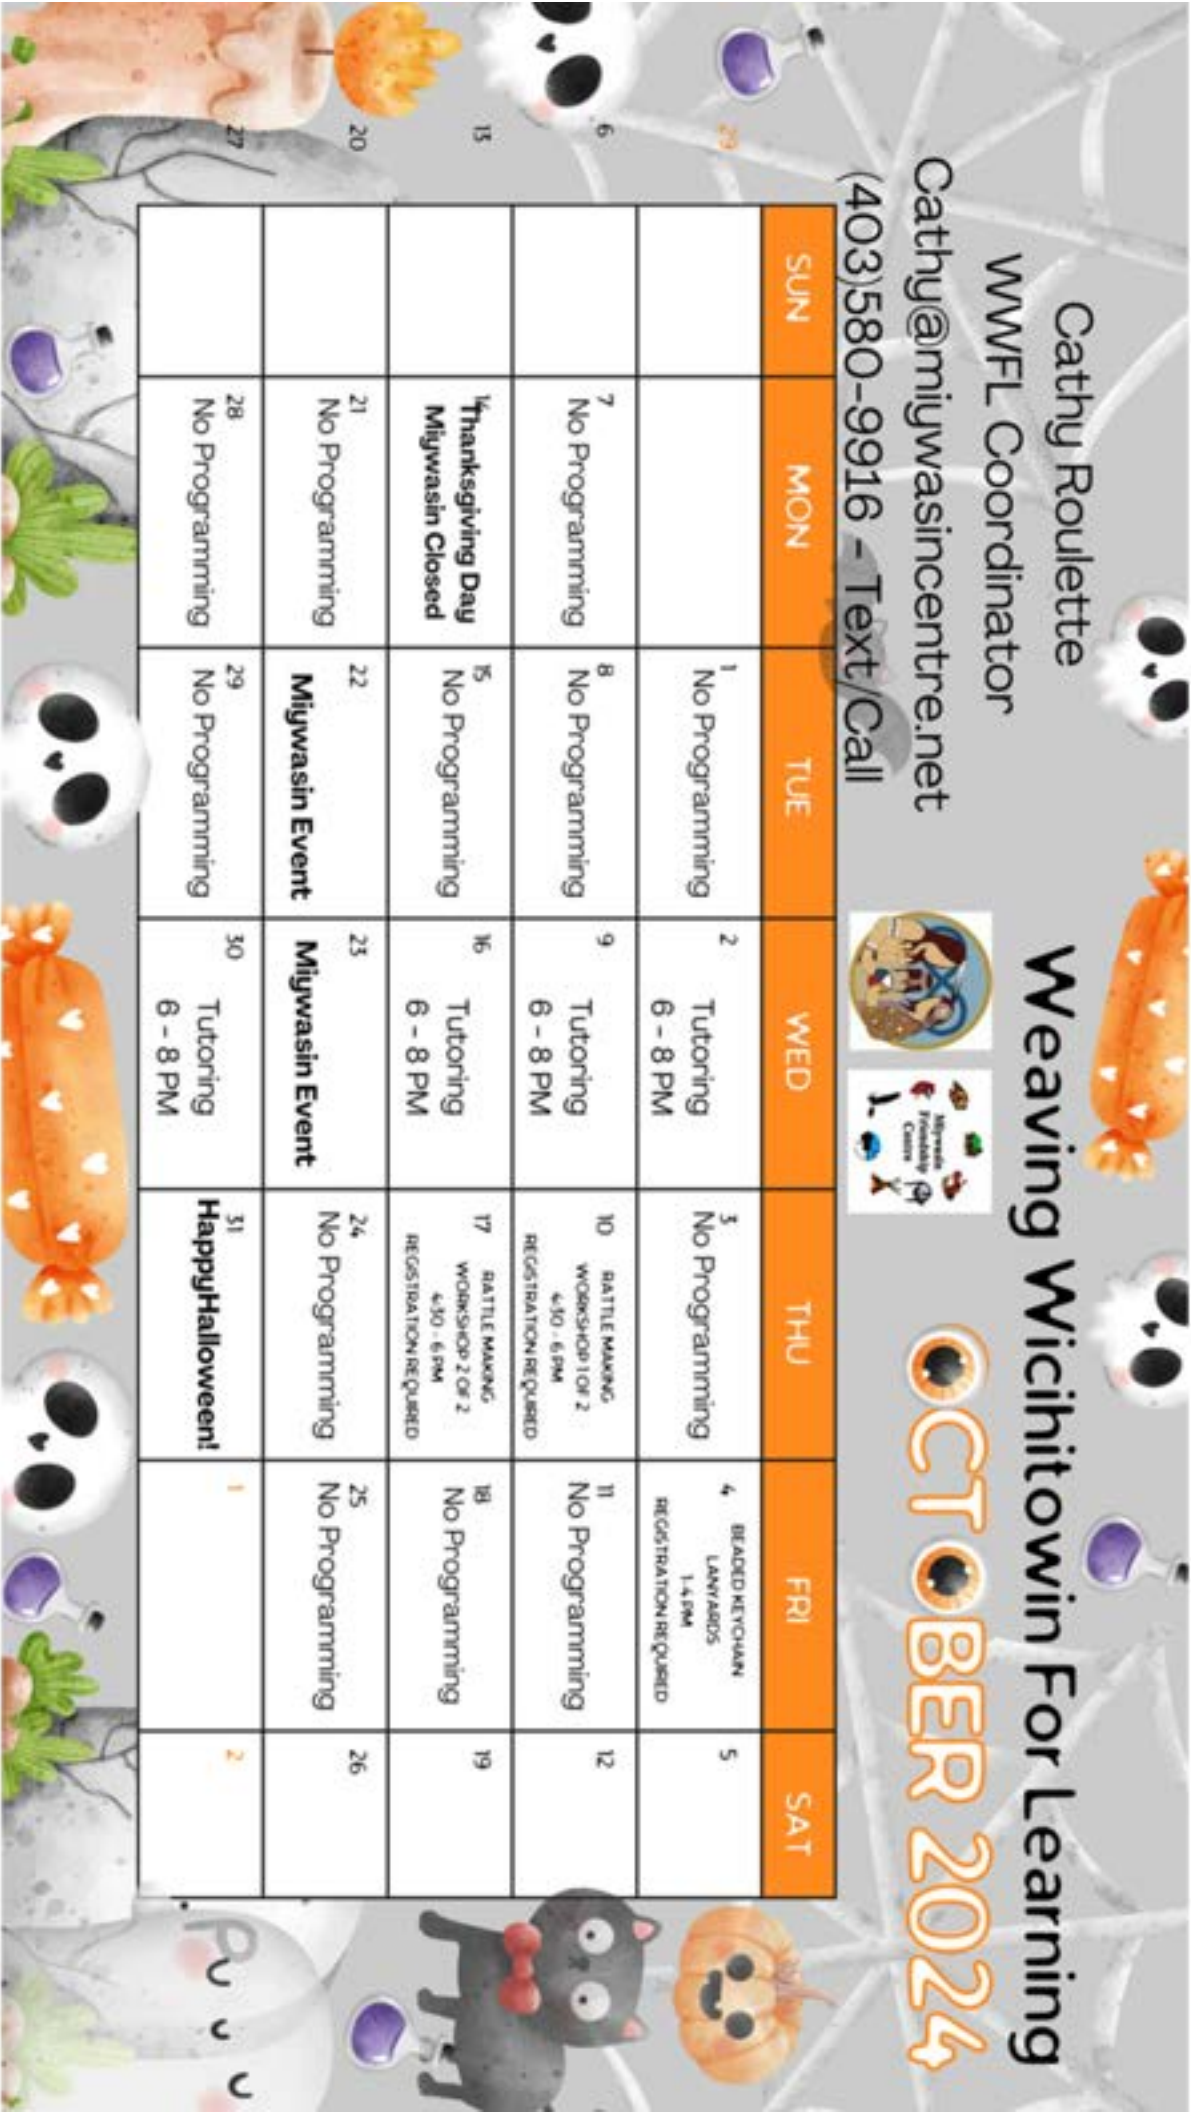 Weaving Wicihitowin For Learning
Cathy Roulette
WWFL Coordinator
Cathy@miywasincentre.net
(403)580-9916 - Text/Call
Miywasin
Friendship
Centre
OCTOBER 2024
SUN MON TUE WED THU FRI SAT
29
1
No Programming
2
Tutoring
6 - 8 PM
3
No Programming
4
BEADED KEYCHAIN
LANYARDS
1-4 PM
REGISTRATION REQUIRED
5
6
7
No Programming
8
No Programming
9
Tutoring
6 - 8 PM
10
RATTLE MAKING
WORKSHOP 1 OF 2
4:30 - 6 PM
REGISTRATION REQUIRED
11
No Programming
12
13
14
Thanksgiving Day
Miywasin Closed
15
No Programming
16
Tutoring
6 - 8 PM
17
RATTLE MAKING
WORKSHOP 2 OF 2
4:30 - 6 PM
REGISTRATION REQUIRED
18
No Programming
19
20
21
No Programming
22
Miywasin Event
23
Miywasin Event
24
No Programming
25
No Programming
26
27
28
No Programming
29
No Programming
30
Tutoring
6 - 8 PM
31
HappyHalloween!
1
2